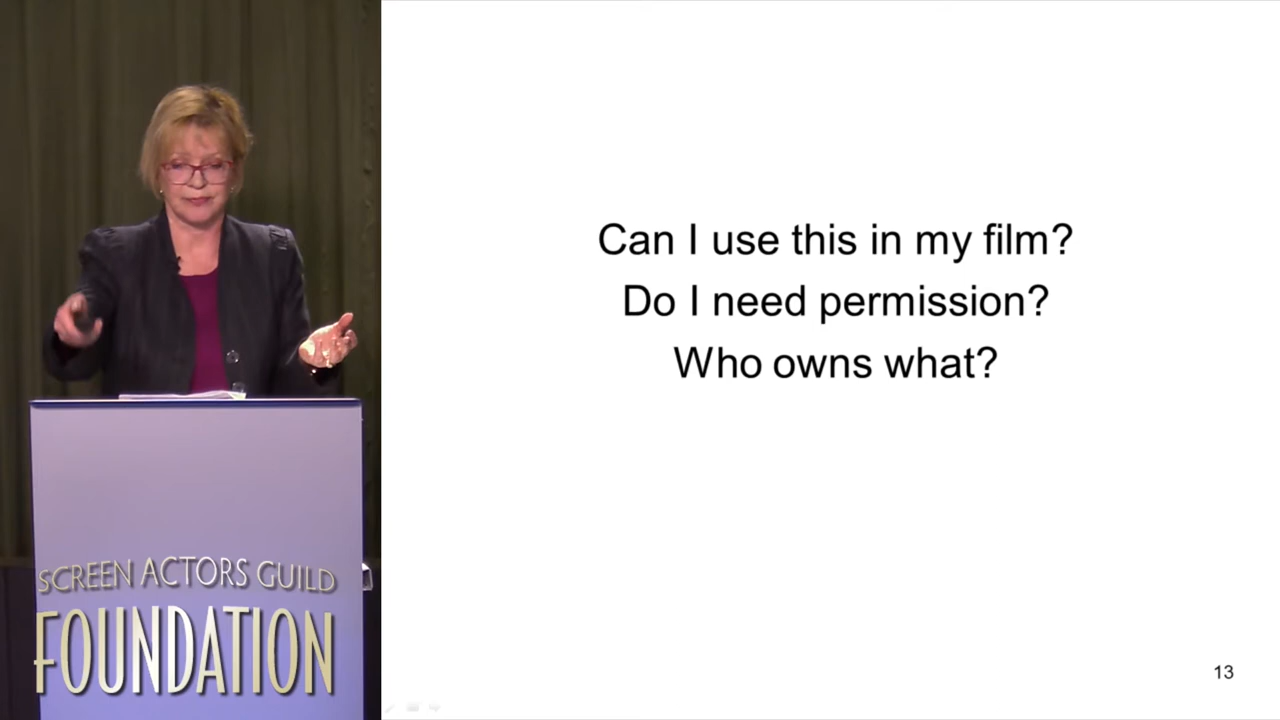 Can I use this in my film?
Do I need permission?
Who owns what?
13
SCREEN ACTORS GUILD
FOUNDATION